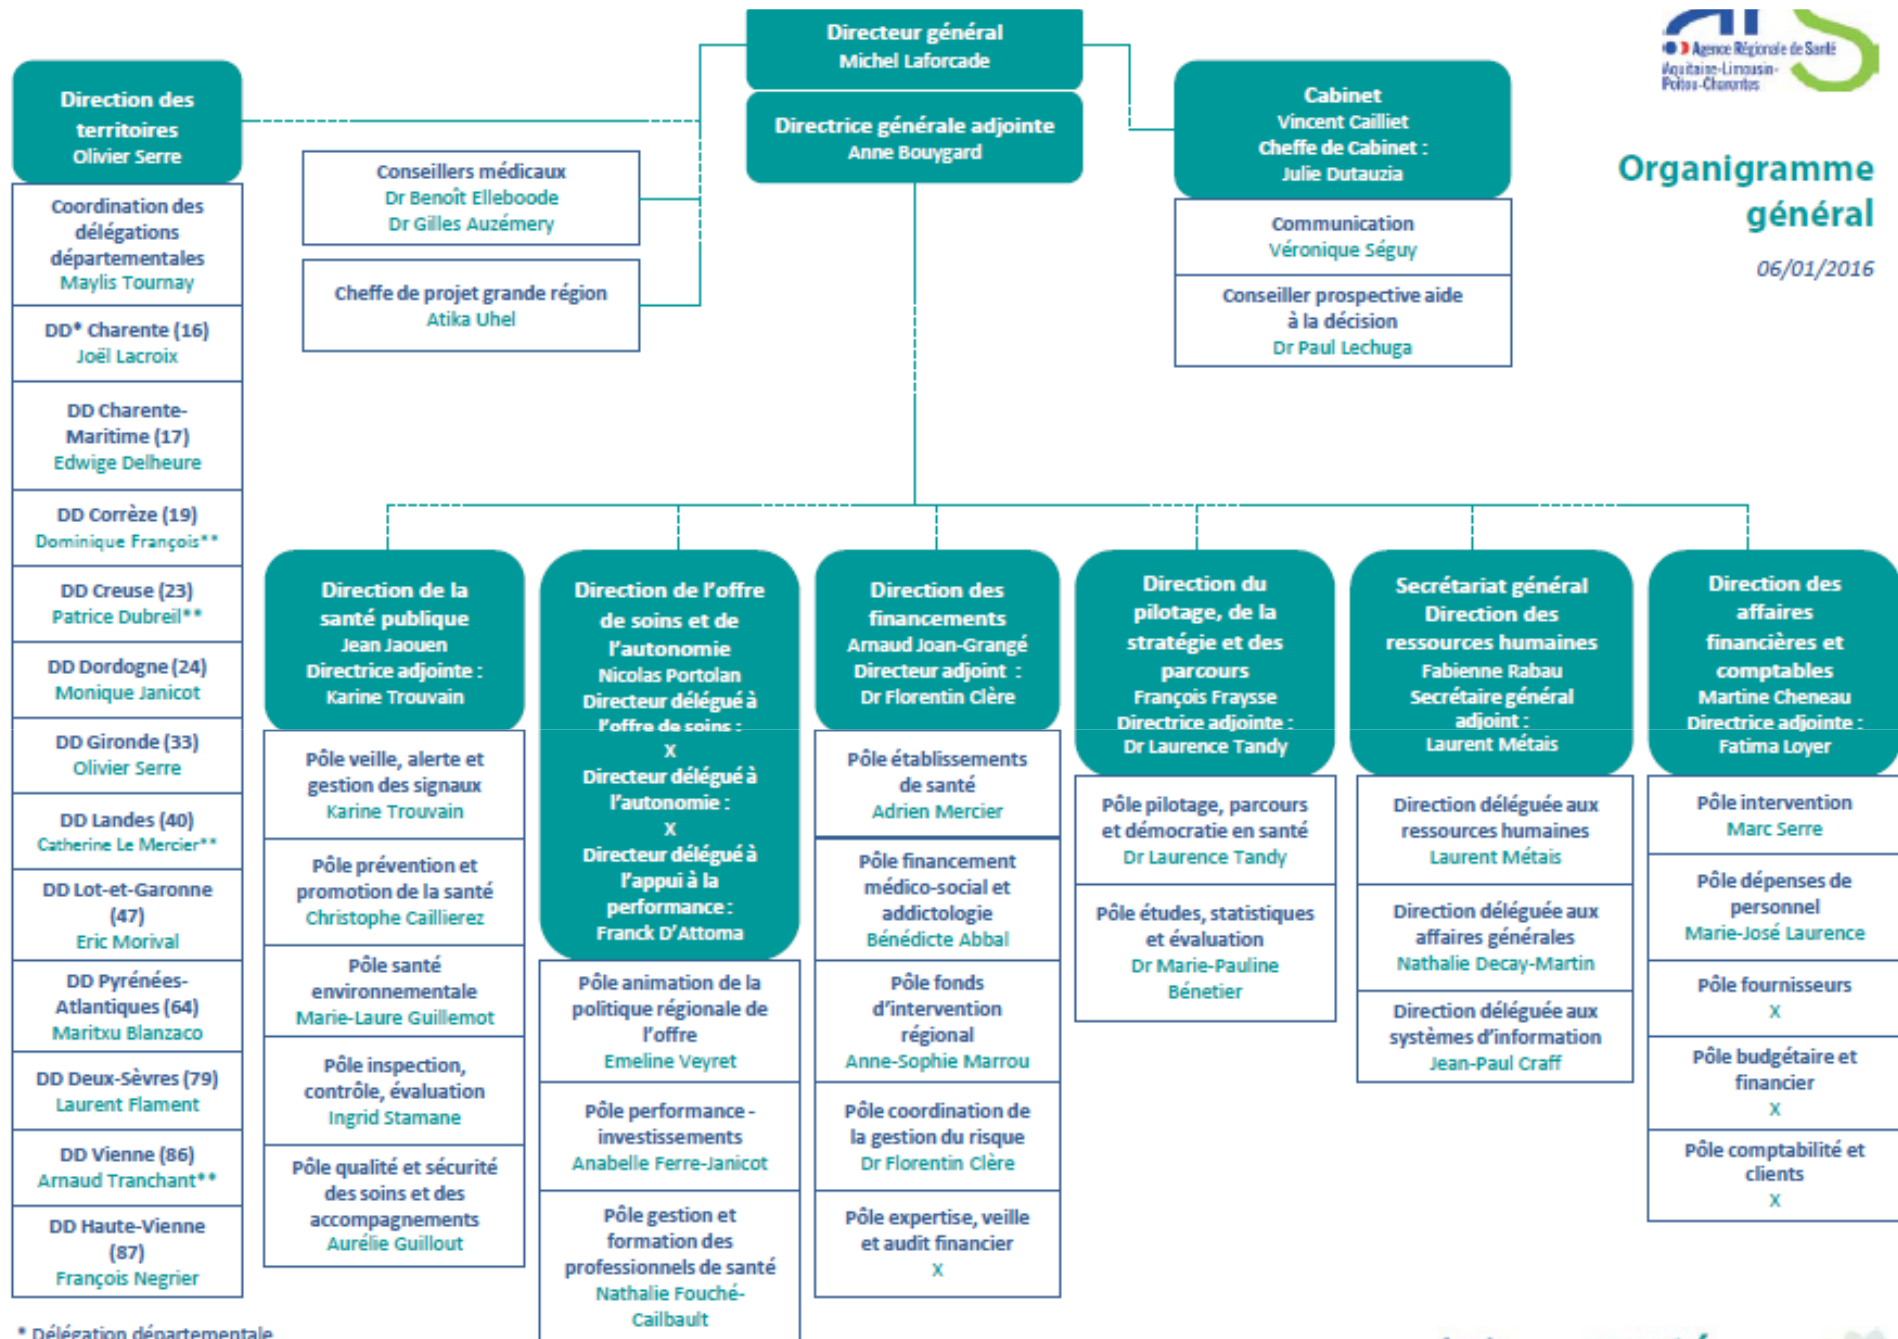 Directeur général
Michel Laforcade
Directrice générale adjointe
Anne Bouygard
Agence Régionale de Santé
Aquitaine-Limousin-
Poitou-Charentes
Organigramme
général
06/01/2016
Direction des
territoires
Olivier Serre
Coordination des
délégations
départementales
Maylis Tournay
DD* Charente (16)
Joël Lacroix
DD Charente-
Maritime (17)
Edwige Delheure
DD Corrèze (19)
Dominique François**
DD Creuse (23)
Patrice Dubreil**
DD Dordogne (24)
Monique Janicot
DD Gironde (33)
Olivier Serre
DD Landes (40)
Catherine Le Mercier**
DD Lot-et-Garonne
(47)
Eric Morival
DD Pyrénées-
Atlantiques (64)
Maritxu Blanzaco
DD Deux-Sèvres (79)
Laurent Flament
DD Vienne (86)
Arnaud Tranchant**
DD Haute-Vienne
(87)
François Negrier
* Délégation départementale
Conseillers médicaux
Dr Benoît Elleboode
Dr Gilles Auzémery
Cheffe de projet grande région
Atika Uhel
Cabinet
Vincent Cailliet
Cheffe de Cabinet :
Julie Dutauzia
Communication
Véronique Séguy
Conseiller prospective aide
à la décision
Dr Paul Lechuga
Direction de la
santé publique
Jean Jaouen
Directrice adjointe :
Karine Trouvain
Pôle veille, alerte et
gestion des signaux
Karine Trouvain
Pôle prévention et
promotion de la santé
Christophe Caillierez
Pôle santé
environnementale
Marie-Laure Guillemot
Pôle inspection,
contrôle, évaluation
Ingrid Stamane
Pôle qualité et sécurité
des soins et des
accompagnements
Aurélie Guillout
Direction de l'offre
de soins et de
l'autonomie
Nicolas Portolan
Directeur délégué à
l'offre de soins :
X
Directeur délégué à
l'autonomie :
X
Directeur délégué à
l'appui à la
performance :
Franck D'Attoma
Pôle animation de la
politique régionale de
l'offre
Emeline Veyret
Pôle performance -
investissements
Anabelle Ferre-Janicot
Pôle gestion et
formation des
professionnels de santé
Nathalie Fouché-
Cailbault
Direction des
financements
Arnaud Joan-Grangé
Directeur adjoint :
Dr Florentin Clère
Pôle établissements
de santé
Adrien Mercier
Pôle financement
médico-social et
addictologie
Bénédicte Abbal
Pôle fonds
d'intervention
régional
Anne-Sophie Marrou
Pôle coordination de
la gestion du risque
Dr Florentin Clère
Pôle expertise, veille
et audit financier
X
Direction du
pilotage, de la
stratégie et des
parcours
François Fraysse
Directrice adjointe :
Dr Laurence Tandy
Pôle pilotage, parcours
et démocratie en santé
Dr Laurence Tandy
Pôle études, statistiques
et évaluation
Dr Marie-Pauline
Bénetier
Secrétariat général
Direction des
ressources humaines
Fabienne Rabau
Secrétaire général
adjoint :
Laurent Métais
Direction déléguée aux
ressources humaines
Laurent Métais
Direction déléguée aux
affaires générales
Nathalie Decay-Martin
Direction déléguée aux
systèmes d'information
Jean-Paul Craff
Direction des
affaires
financières et
comptables
Martine Cheneau
Directrice adjointe :
Fatima Loyer
Pôle intervention
Marc Serre
Pôle dépenses de
personnel
Marie-José Laurence
Pôle fournisseurs
X
Pôle budgétaire et
financier
X
Pôle comptabilité et
clients
X